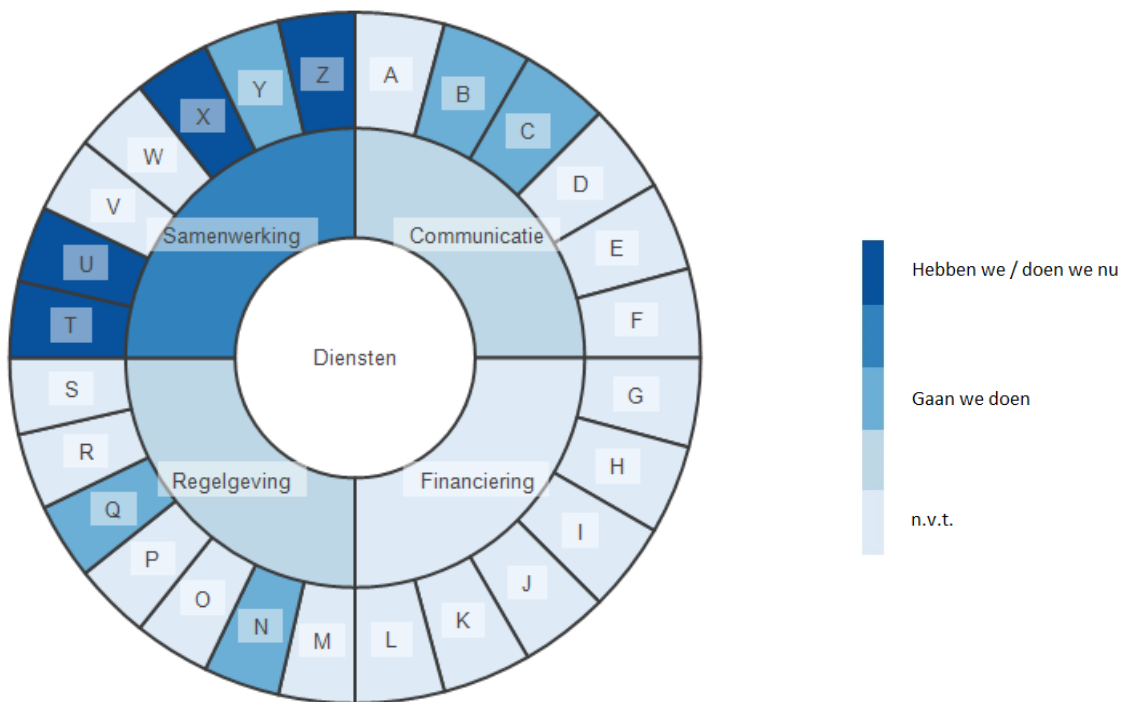 Z
A
Y
B
X
C
W
D
V
Samenwerking
Communicatie
E
U
Hebben we / doen we nu
T
F
Diensten
S
G
Gaan we doen
R
H
Regelgeving
Financiering
Q
n.v.t.
I
P
J
O
K
N
L
M